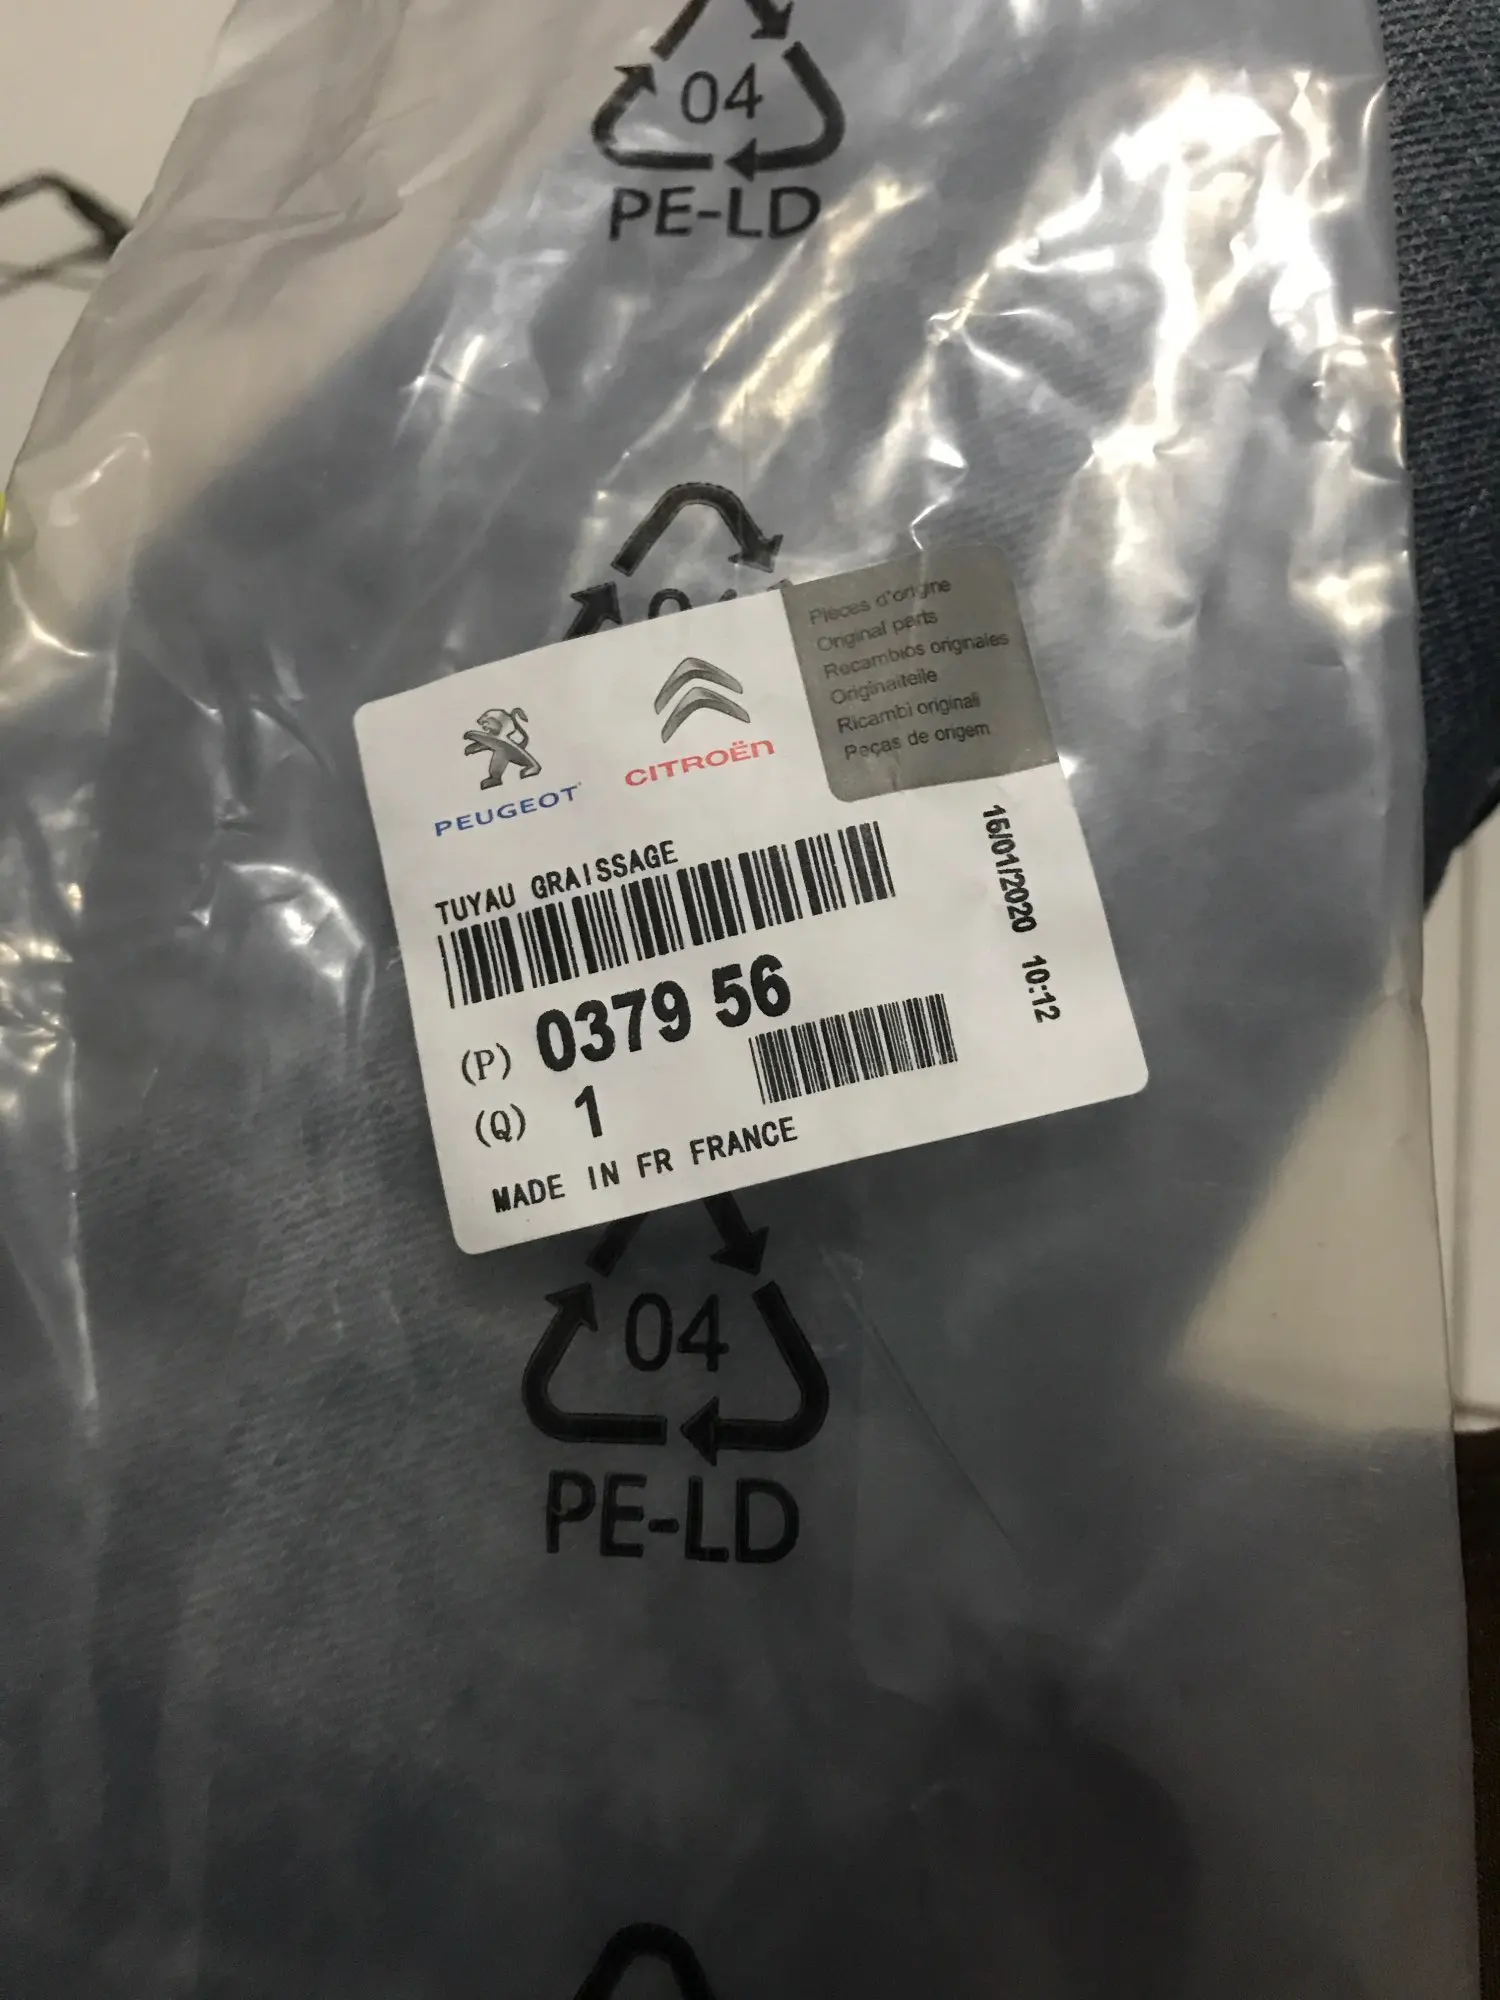 04
PE-LD
Pièces d'origine
Original parts
Recambios originales
Originalteile
Ricambi originali
Peças de origem
PEUGEOT
CITROËN
TUYAU GRAISSAGE
15/01/2020 10:12
(P) 0379 56
(Q) 1
MADE IN FR FRANCE
04
PE-LD